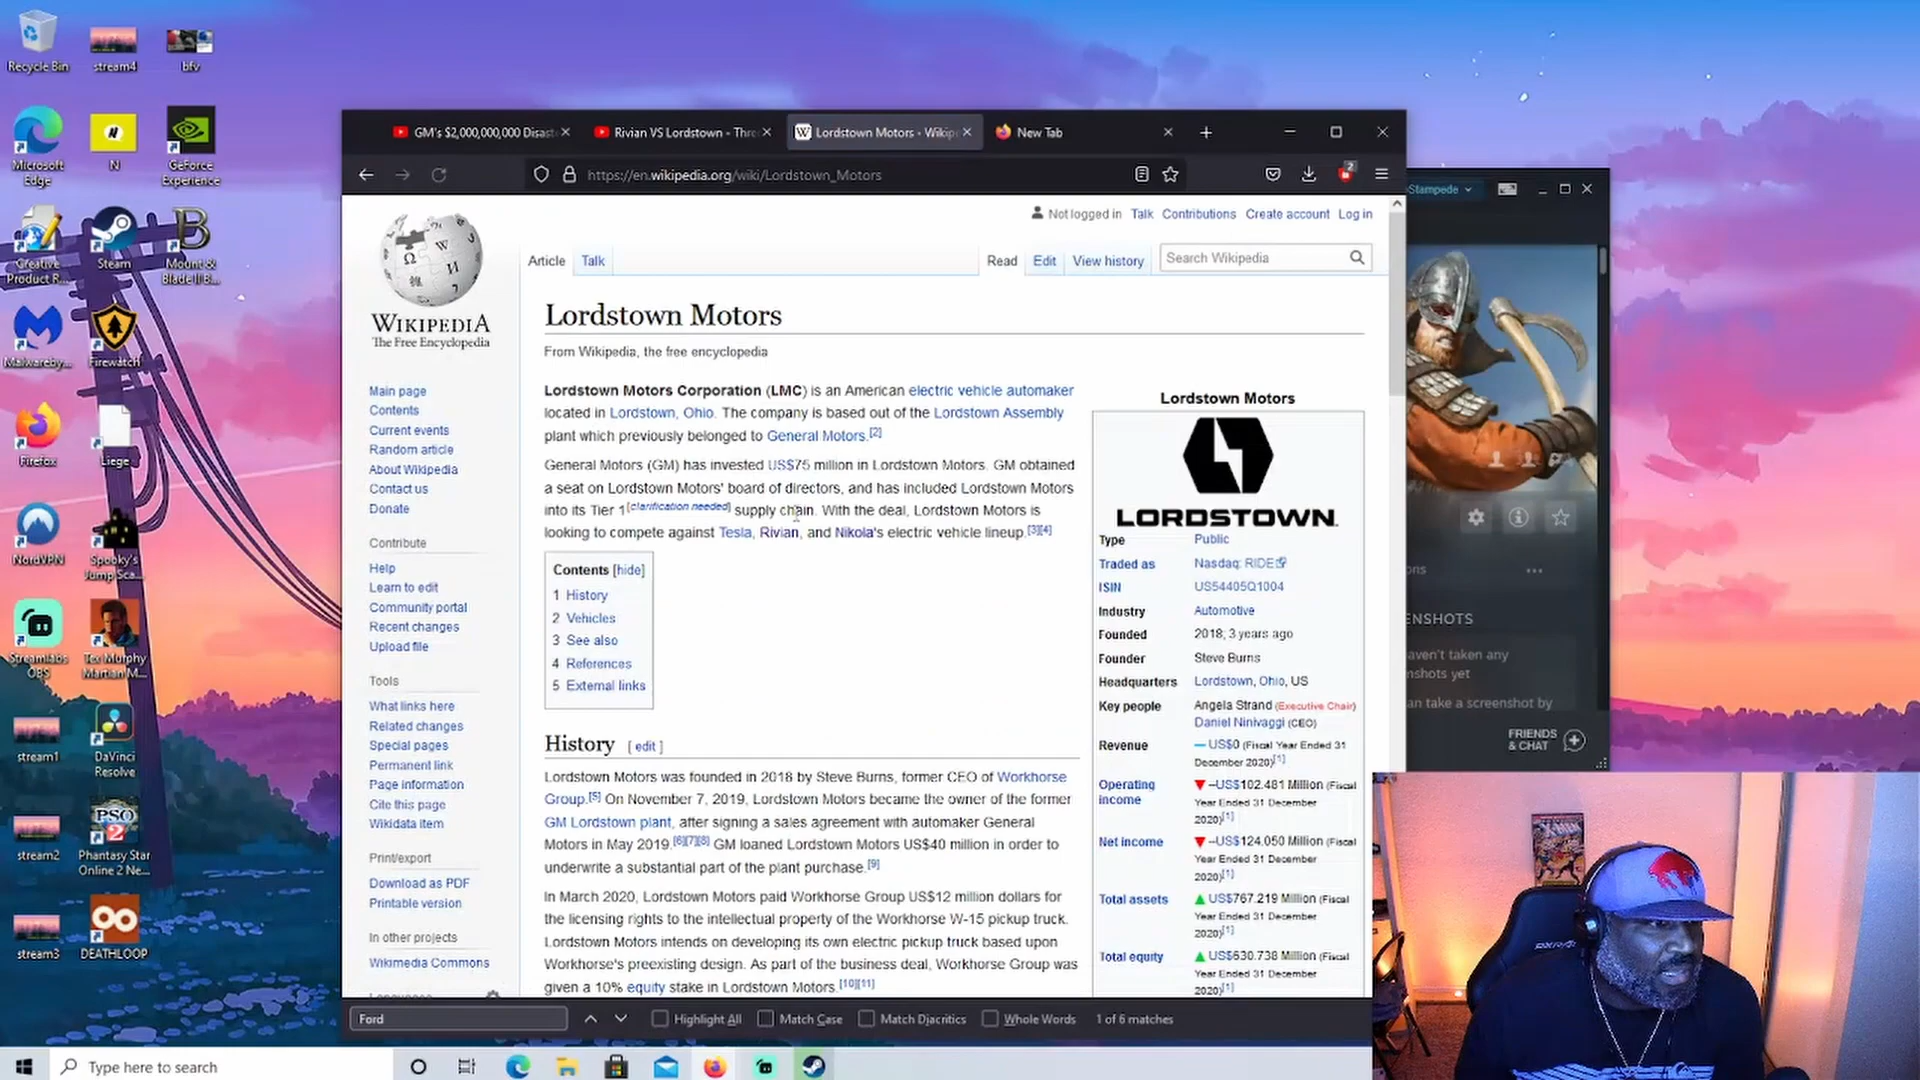 Recycle Bin
stream4
bfv
Microsoft
Edge
N
GeForce
Experience
Creative
Product R...
Steam
Mount &
Blade II B...
Malwareby...
Firewatch
Firefox
Liege
NordVPN
Spooky's
Jump Sca...
Streamlabs
OBS
Tex Murphy
Martian M...
stream1
DaVinci
Resolve
stream2
PSO
2
Phantasy Star
Online 2 Ne...
stream3
DEATHLOOP
GM's $2,000,000,000 Disast
Rivian VS Lordstown - Thre
Lordstown Motors - Wikip
New Tab
https://en.wikipedia.org/wiki/Lordstown_Motors
2
Stampede
Not logged in Talk Contributions Create account Log in
Article Talk
Read Edit View history
Search Wikipedia
WIKIPEDIA
The Free Encyclopedia
Main page
Contents
Current events
Random article
About Wikipedia
Contact us
Donate
Contribute
Help
Learn to edit
Community portal
Recent changes
Upload file
Tools
What links here
Related changes
Special pages
Permanent link
Page information
Cite this page
Wikidata item
Print/export
Download as PDF
Printable version
In other projects
Wikimedia Commons
Lordstown Motors
From Wikipedia, the free encyclopedia
Lordstown Motors Corporation (LMC) is an American electric vehicle automaker
located in Lordstown, Ohio. The company is based out of the Lordstown Assembly
plant which previously belonged to General Motors.[2]
General Motors (GM) has invested US$75 million in Lordstown Motors. GM obtained
a seat on Lordstown Motors' board of directors, and has included Lordstown Motors
into its Tier 1[clarification needed] supply chain. With the deal, Lordstown Motors is
looking to compete against Tesla, Rivian, and Nikola's electric vehicle lineup.[3][4]
Contents [hide]
1 History
2 Vehicles
3 See also
4 References
5 External links
History [ edit ]
Lordstown Motors was founded in 2018 by Steve Burns, former CEO of Workhorse
Group.[5] On November 7, 2019, Lordstown Motors became the owner of the former
GM Lordstown plant, after signing a sales agreement with automaker General
Motors in May 2019.[6][7][8] GM loaned Lordstown Motors US$40 million in order to
underwrite a substantial part of the plant purchase.[9]
In March 2020, Lordstown Motors paid Workhorse Group US$12 million dollars for
the licensing rights to the intellectual property of the Workhorse W-15 pickup truck.
Lordstown Motors intends on developing its own electric pickup truck based upon
Workhorse's preexisting design. As part of the business deal, Workhorse Group was
given a 10% equity stake in Lordstown Motors.[10][11]
Lordstown Motors
LORDSTOWN.
Type Public
Traded as Nasdaq: RIDE
ISIN US54405Q1004
Industry Automotive
Founded 2018; 3 years ago
Founder Steve Burns
Headquarters Lordstown, Ohio, US
Key people Angela Strand (Executive Chair)
Daniel Ninivaggi (CEO)
Revenue US$0 (Fiscal Year Ended 31
December 2020)[1]
Operating income –US$102.481 Million (Fiscal
Year Ended 31 December
2020)[1]
Net income –US$124.050 Million (Fiscal
Year Ended 31 December
2020)[1]
Total assets US$767.219 Million (Fiscal
Year Ended 31 December
2020)[1]
Total equity US$630.738 Million (Fiscal
Year Ended 31 December
2020)[1]
ons
ENSHOTS
aven't taken any
nshots yet
an take a screenshot by
FRIENDS
& CHAT
Ford
Highlight All
Match Case
Match Diacritics
Whole Words
1 of 6 matches
Type here to search